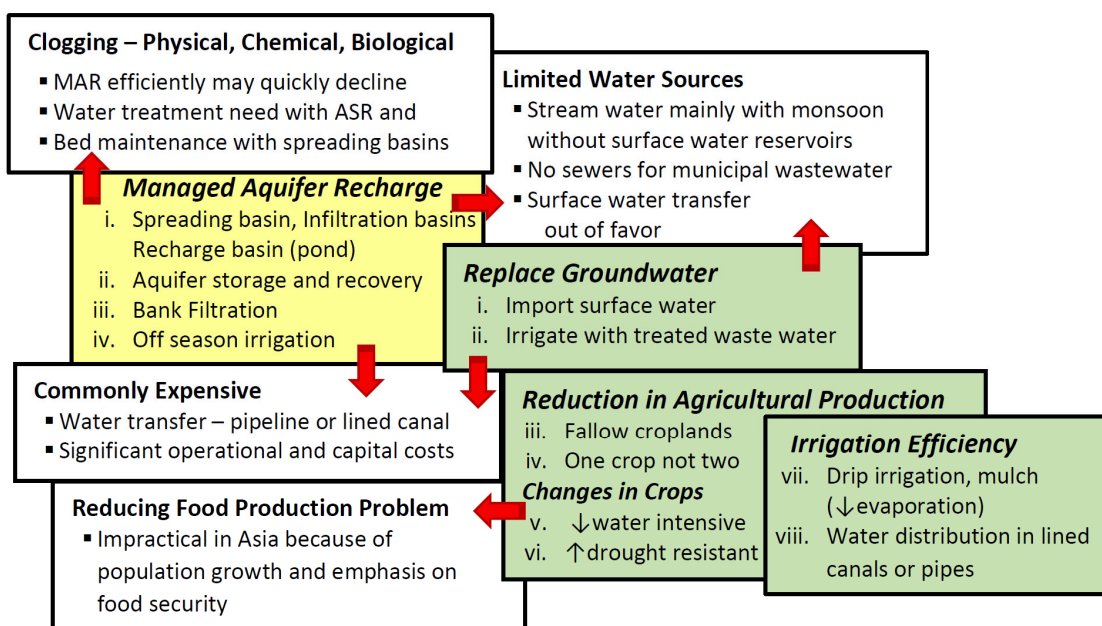 Clogging – Physical, Chemical, Biological
▪ MAR efficiently may quickly decline
▪ Water treatment need with ASR and
▪ Bed maintenance with spreading basins
Limited Water Sources
▪ Stream water mainly with monsoon
without surface water reservoirs
▪ No sewers for municipal wastewater
▪ Surface water transfer
out of favor
Managed Aquifer Recharge
i. Spreading basin, Infiltration basins
Recharge basin (pond)
ii. Aquifer storage and recovery
iii. Bank Filtration
iv. Off season irrigation
Replace Groundwater
i. Import surface water
ii. Irrigate with treated waste water
Commonly Expensive
▪ Water transfer – pipeline or lined canal
▪ Significant operational and capital costs
Reduction in Agricultural Production
iii. Fallow croplands
iv. One crop not two
Changes in Crops
v. ↓water intensive
vi. ↑drought resistant
Irrigation Efficiency
vii. Drip irrigation, mulch
(↓evaporation)
viii. Water distribution in lined
canals or pipes
Reducing Food Production Problem
▪ Impractical in Asia because of
population growth and emphasis on
food security